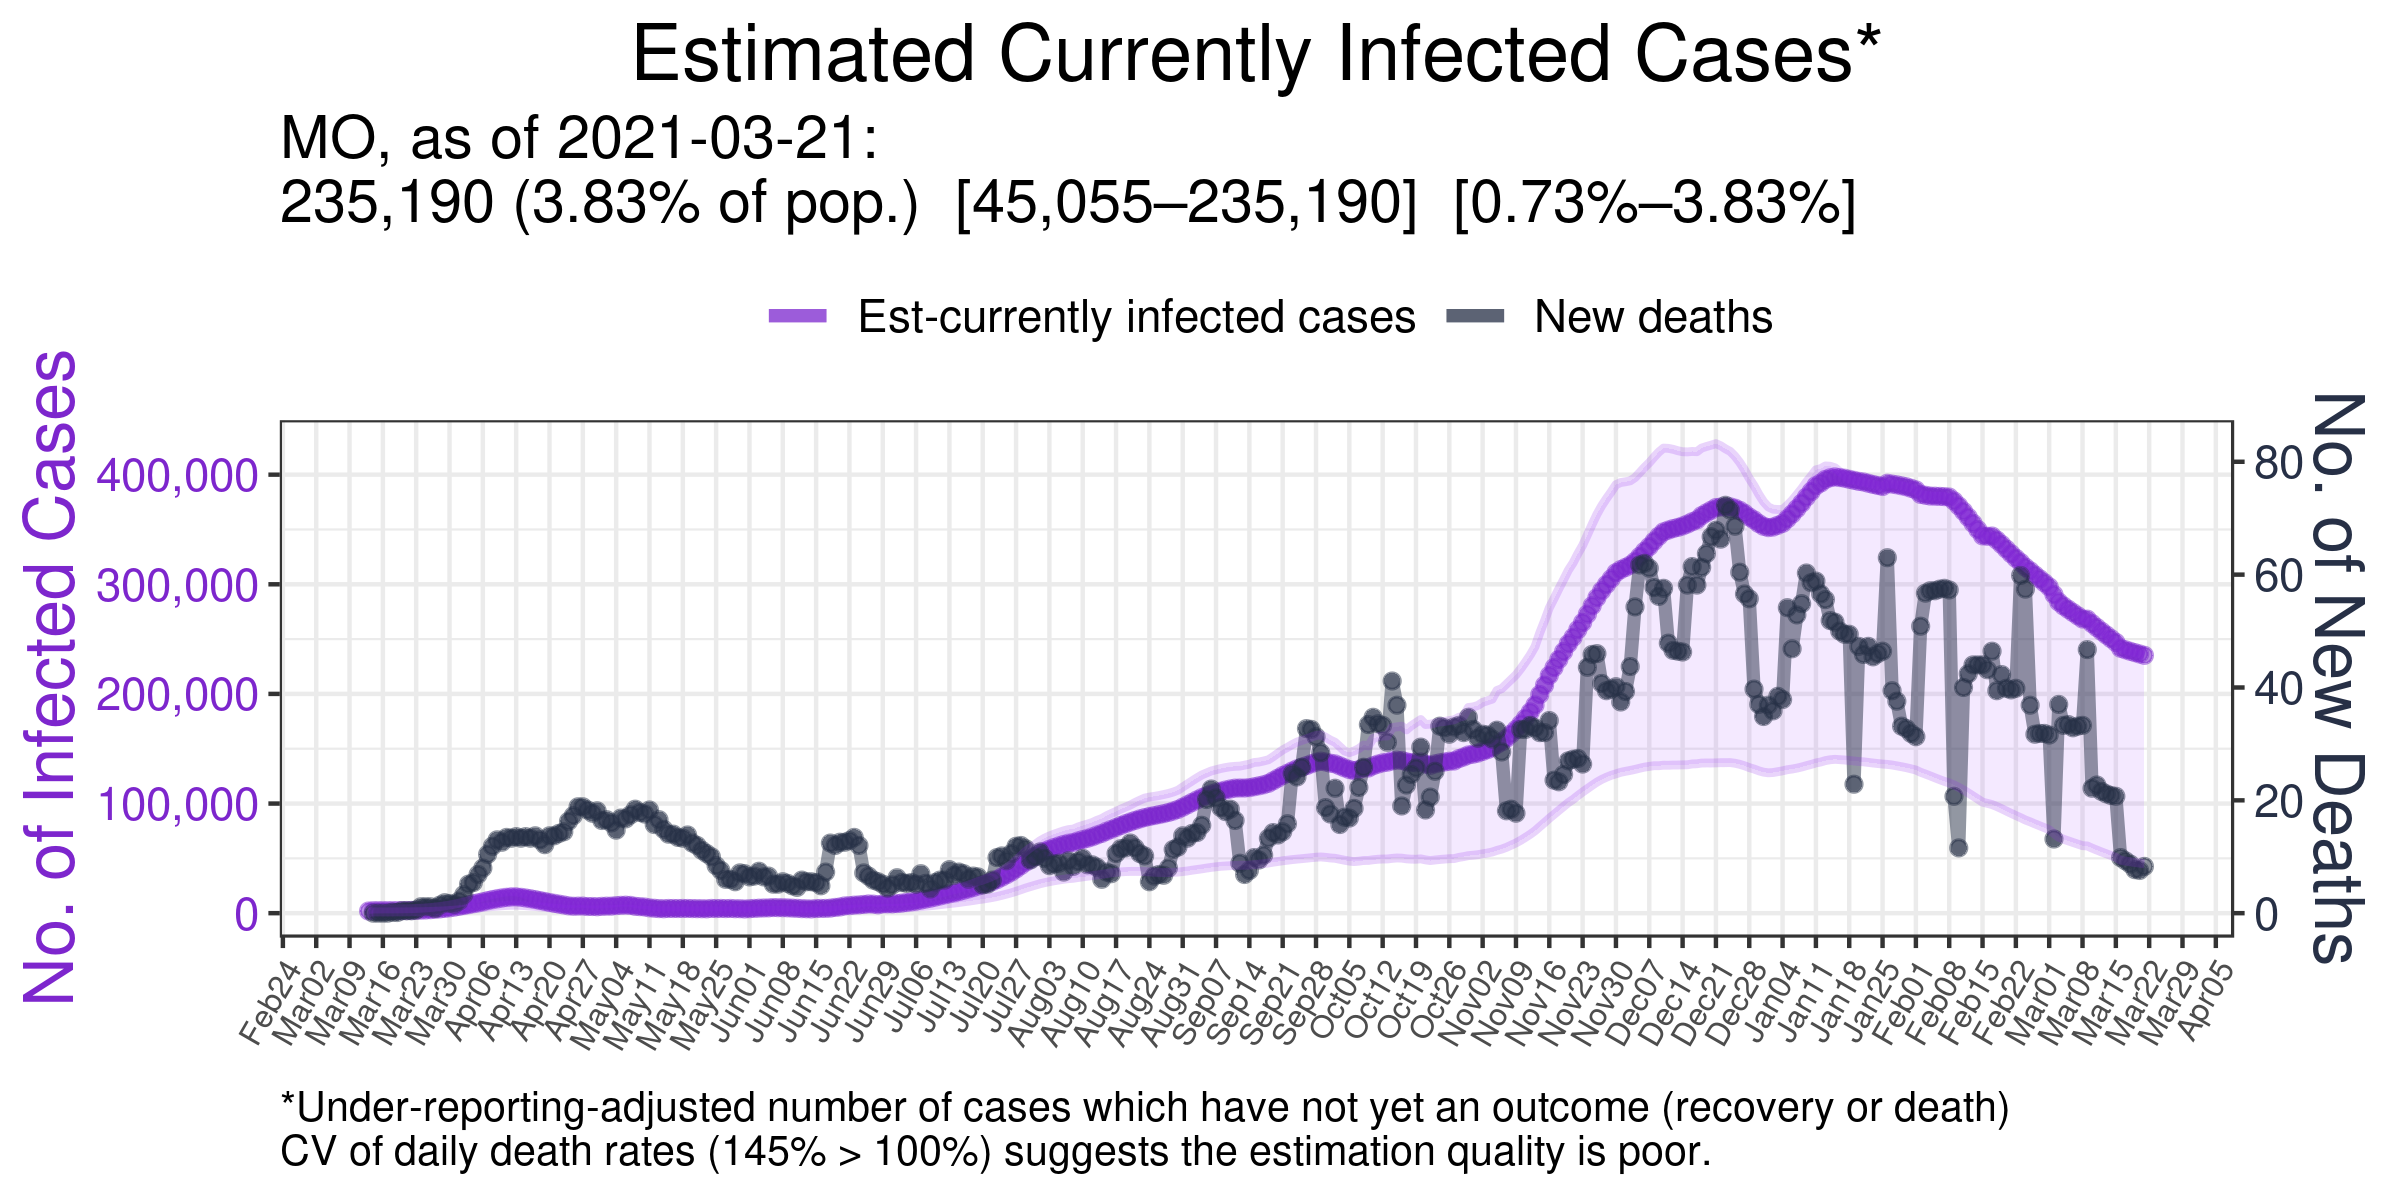 Estimated Currently Infected Cases*
MO, as of 2021-03-21:
235,190 (3.83% of pop.) [45,055–235,190] [0.73%–3.83%]
Est-currently infected cases New deaths
No. of Infected Cases
400,000
300,000
200,000
100,000
0
80
60
40
20
0
No. of New Deaths
Feb24 Mar02 Mar09 Mar16 Mar23 Mar30 Apr06 Apr13 Apr20 Apr27 May04 May11 May18 May25 Jun01 Jun08 Jun15 Jun22 Jun29 Jul06 Jul13 Jul20 Jul27 Aug03 Aug10 Aug17 Aug24 Aug31 Sep07 Sep14 Sep21 Sep28 Oct05 Oct12 Oct19 Oct26 Nov02 Nov09 Nov16 Nov23 Nov30 Dec07 Dec14 Dec21 Dec28 Jan04 Jan11 Jan18 Jan25 Feb01 Feb08 Feb15 Feb22 Mar01 Mar08 Mar15 Mar22 Mar29 Apr05
*Under-reporting-adjusted number of cases which have not yet an outcome (recovery or death)
CV of daily death rates (145% > 100%) suggests the estimation quality is poor.